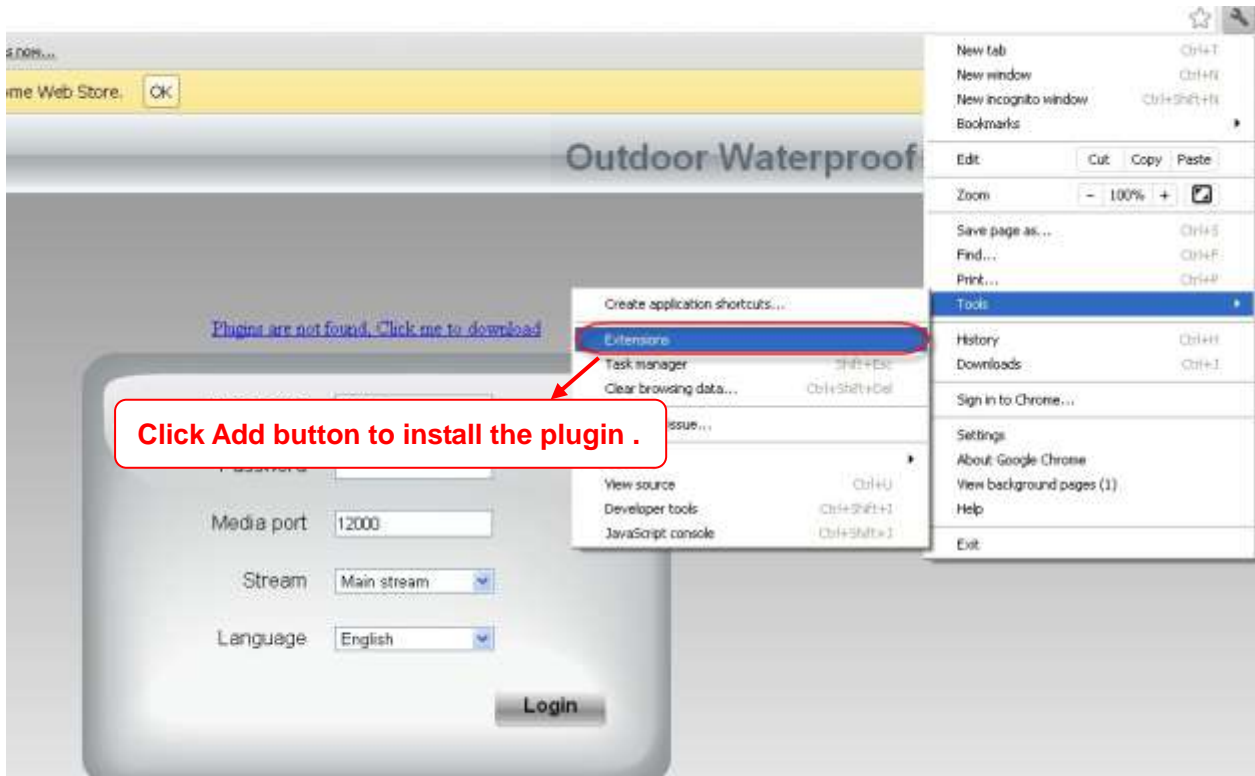 s now...
ome Web Store. OK
Outdoor Waterproof
Plugins are not found, Click me to download
Click Add button to install the plugin .
Password
Media port 12000
Stream Main stream
Language English
Login
Create application shortcuts...
Extensions
Task manager Shift+Esc
Clear browsing data... Ctrl+Shift+Del
issue...
View source Ctrl+U
Developer tools Ctrl+Shift+I
JavaScript console Ctrl+Shift+J
New tab Ctrl+T
New window Ctrl+N
New incognito window Ctrl+Shift+N
Bookmarks
Edit Cut Copy Paste
Zoom - 100% +
Save page as... Ctrl+S
Find... Ctrl+F
Print... Ctrl+P
Tools
History Ctrl+H
Downloads Ctrl+J
Sign in to Chrome...
Settings
About Google Chrome
View background pages (1)
Help
Exit